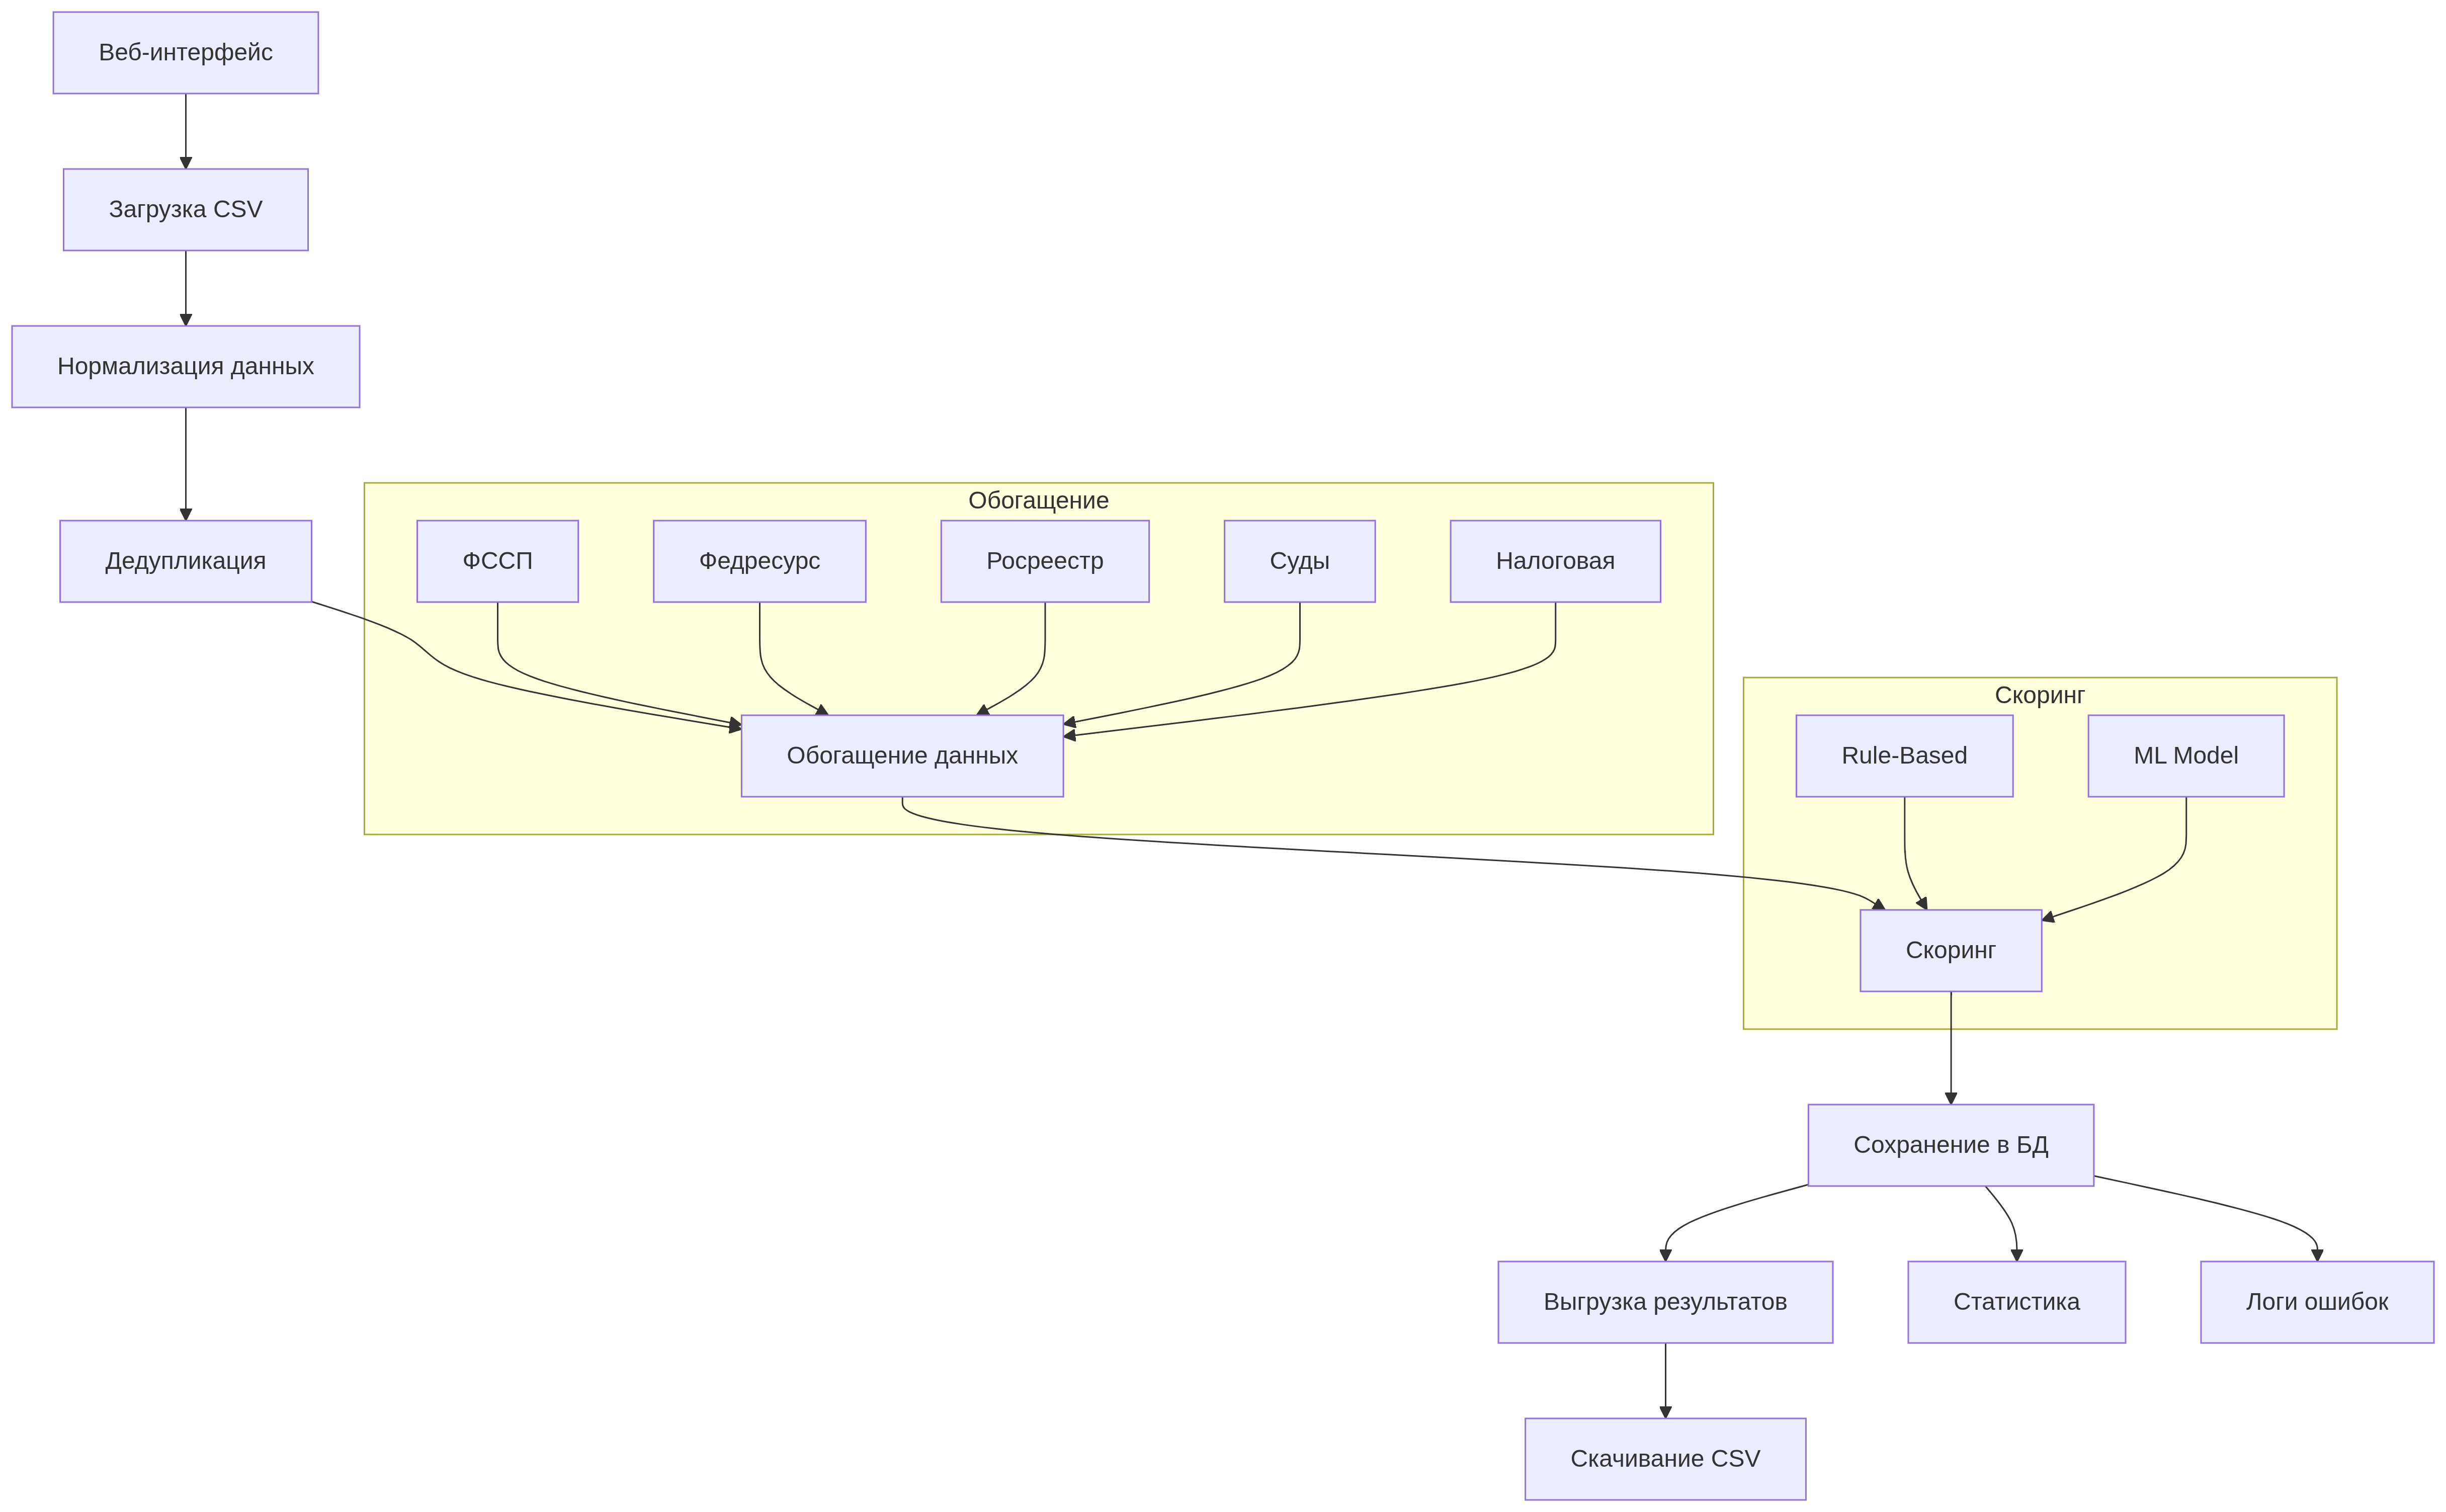 Веб-интерфейс
Загрузка CSV
Нормализация данных
Дедупликация
Обогащение
ФССП
Федресурс
Росреестр
Суды
Налоговая
Обогащение данных
Скоринг
Rule-Based
ML Model
Скоринг
Сохранение в БД
Выгрузка результатов
Статистика
Логи ошибок
Скачивание CSV